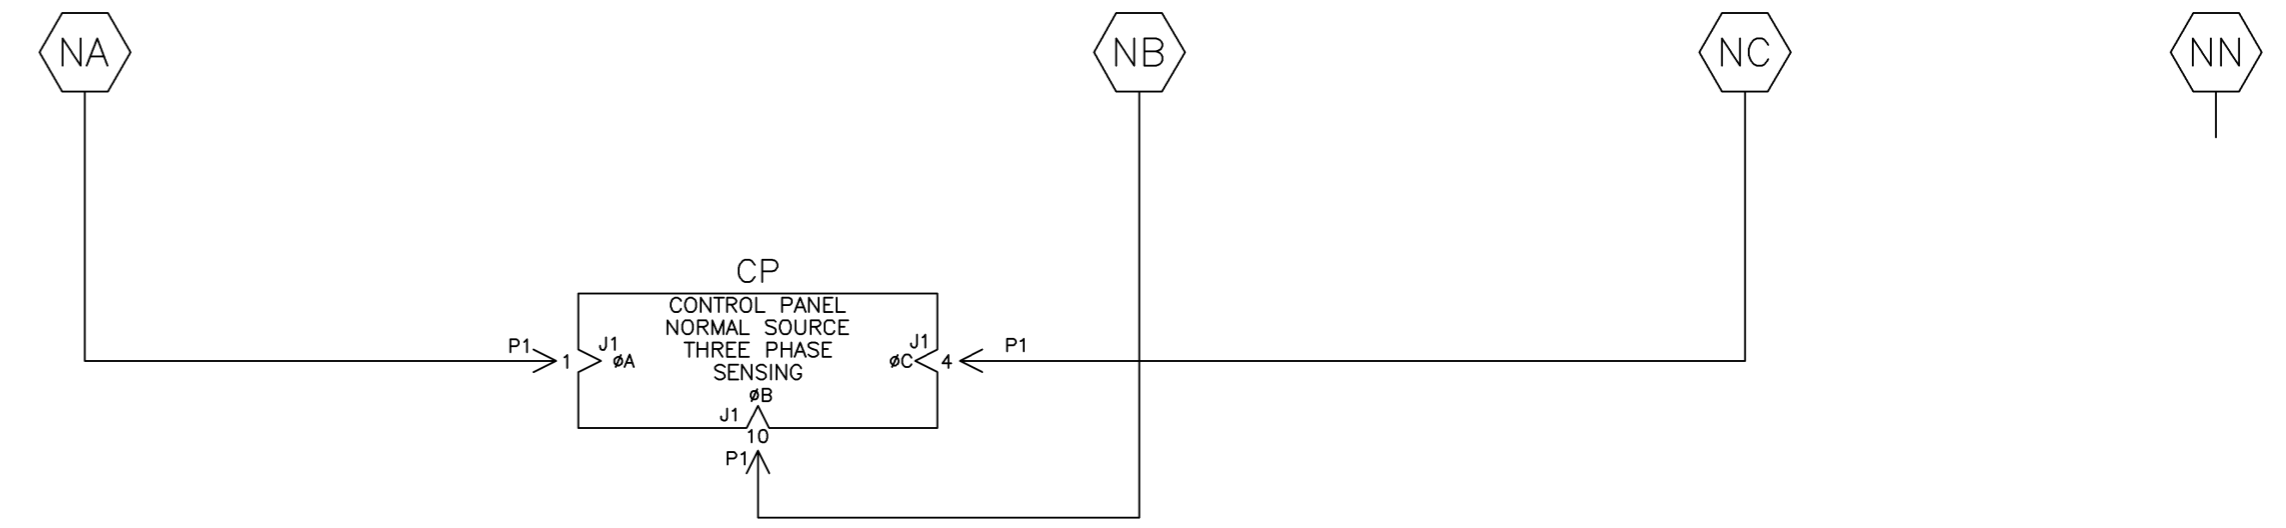 NA
NB
NC
NN
CP
CONTROL PANEL
NORMAL SOURCE
THREE PHASE
SENSING
P1
1
J1
øA
J1
øC
4
P1
øB
J1
10
P1